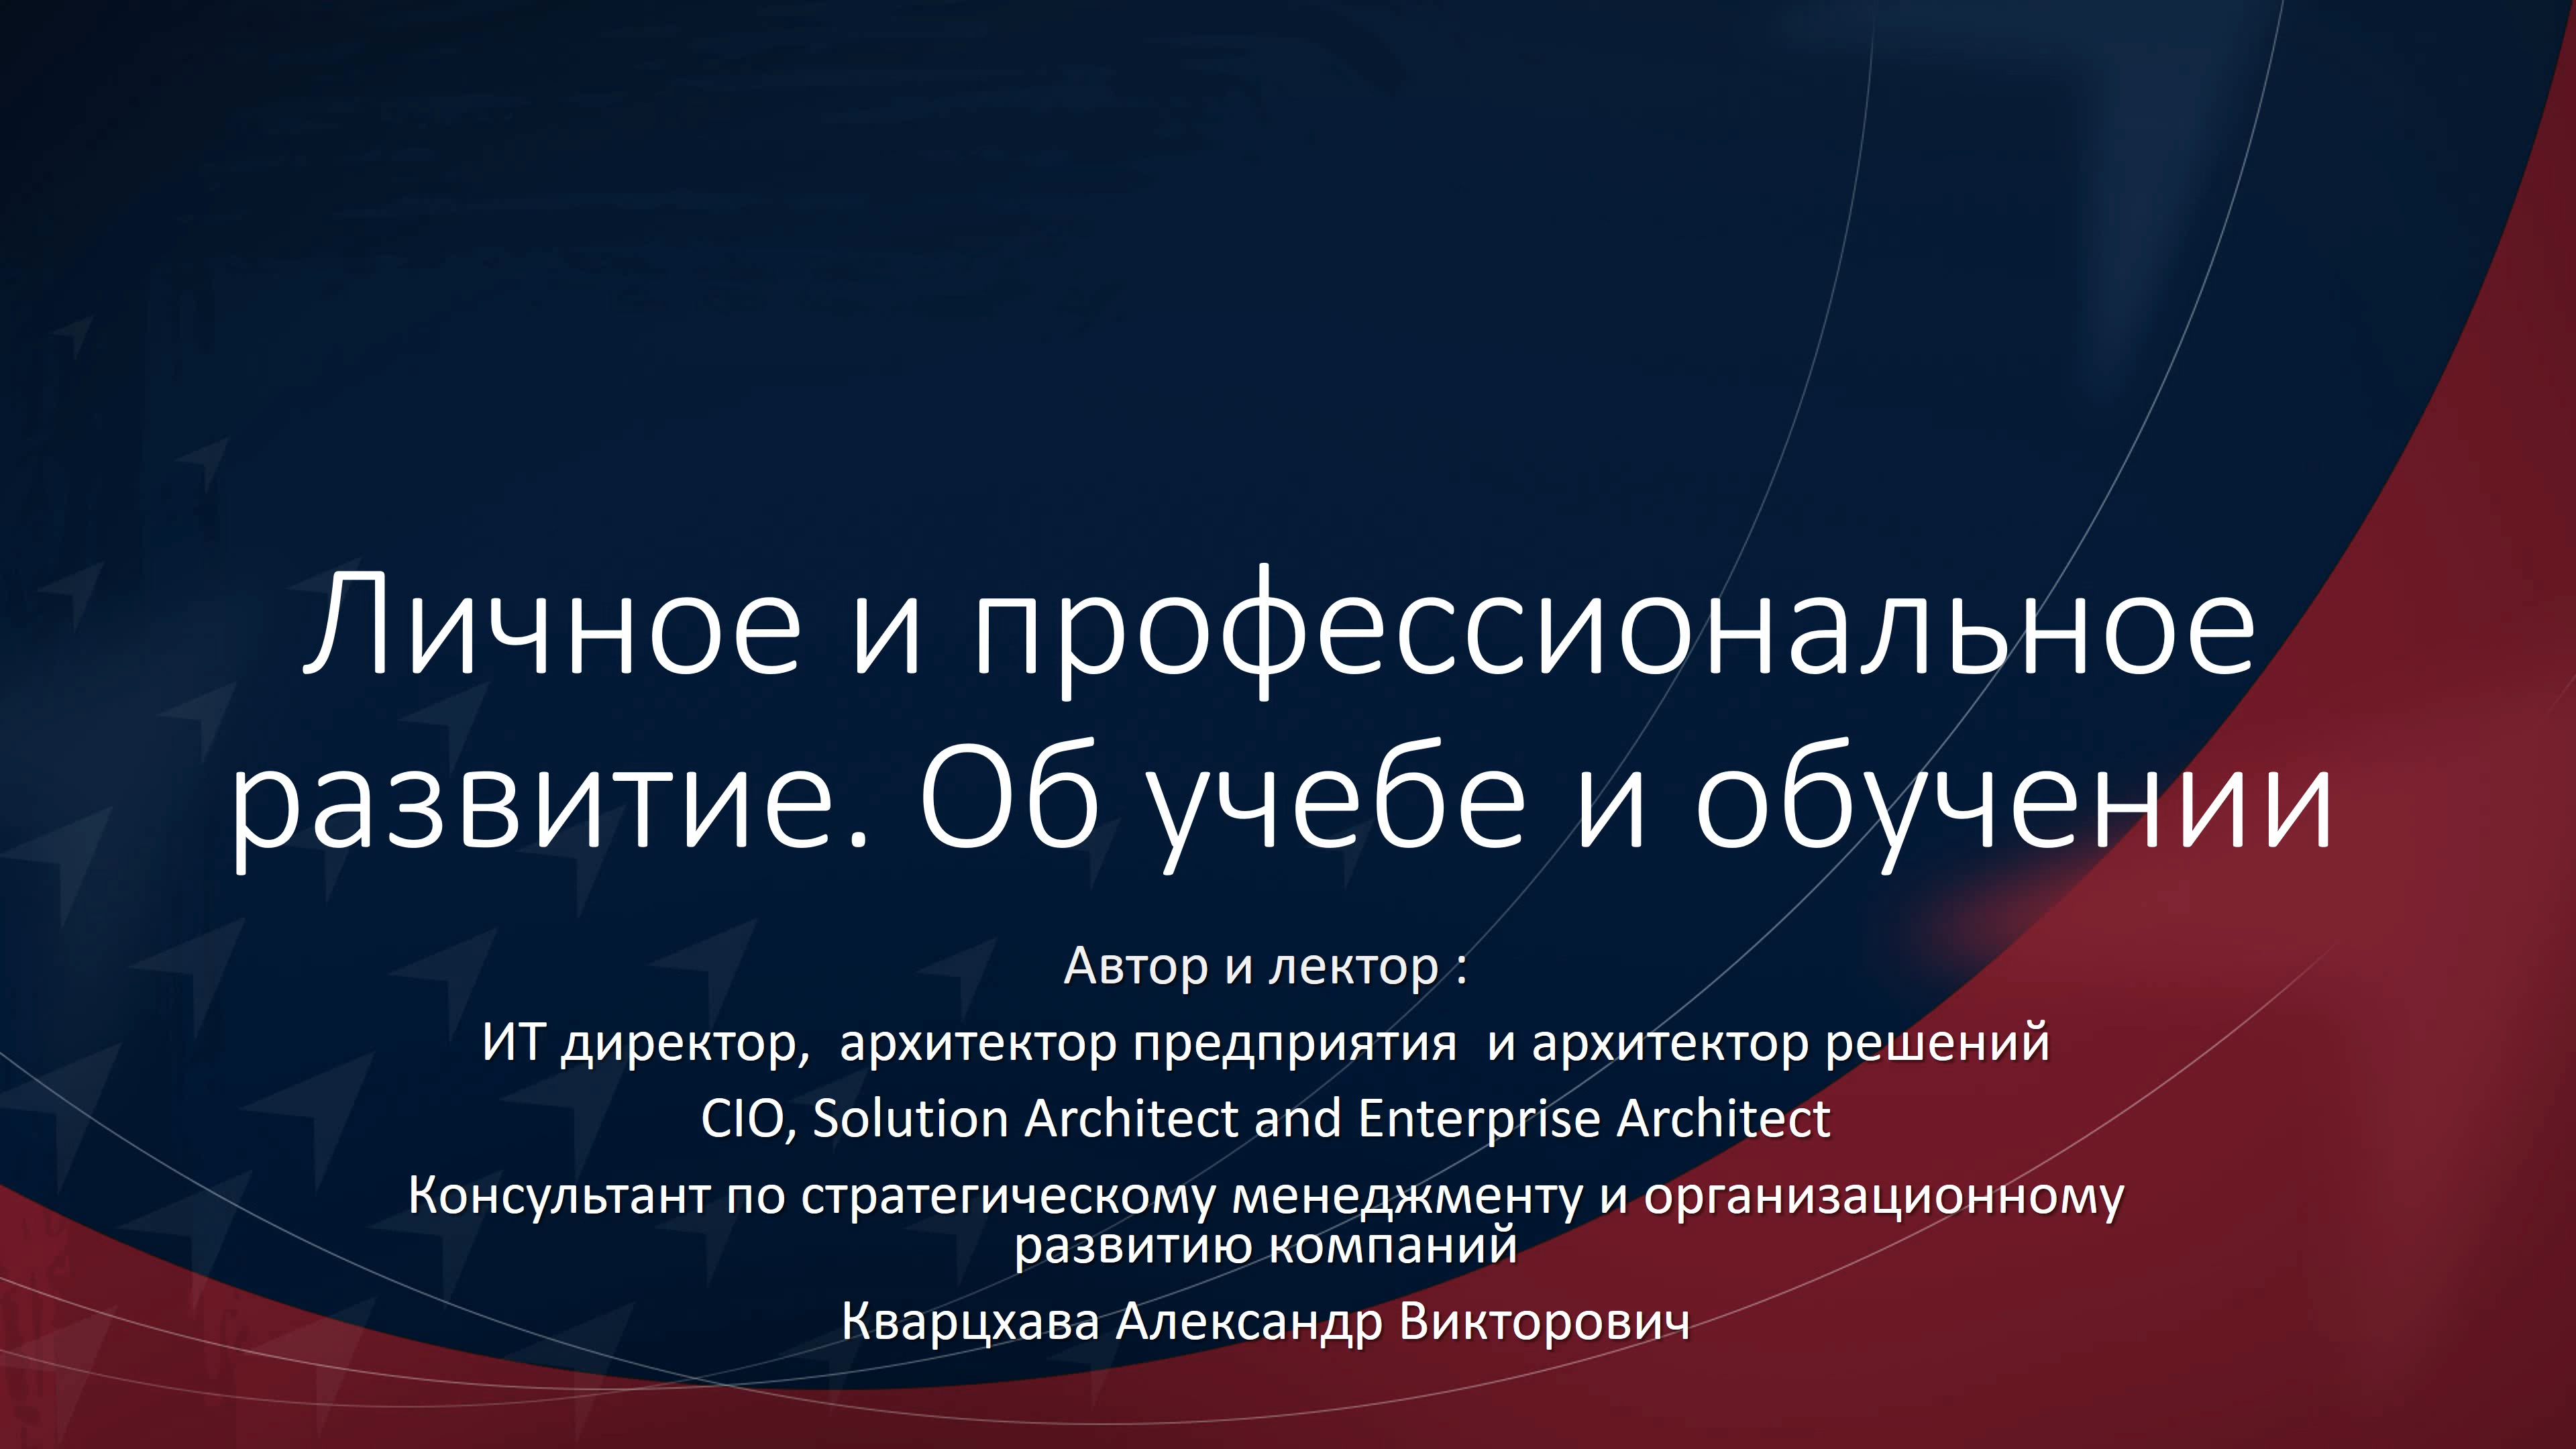 Личное и профессиональное
развитие. Об учебе и обучении
Автор и лектор :
ИТ директор,  архитектор предприятия  и архитектор решений
CIO, Solution Architect and Enterprise Architect
Консультант по стратегическому менеджменту и организационному
развитию компаний
Кварцхава Александр Викторович